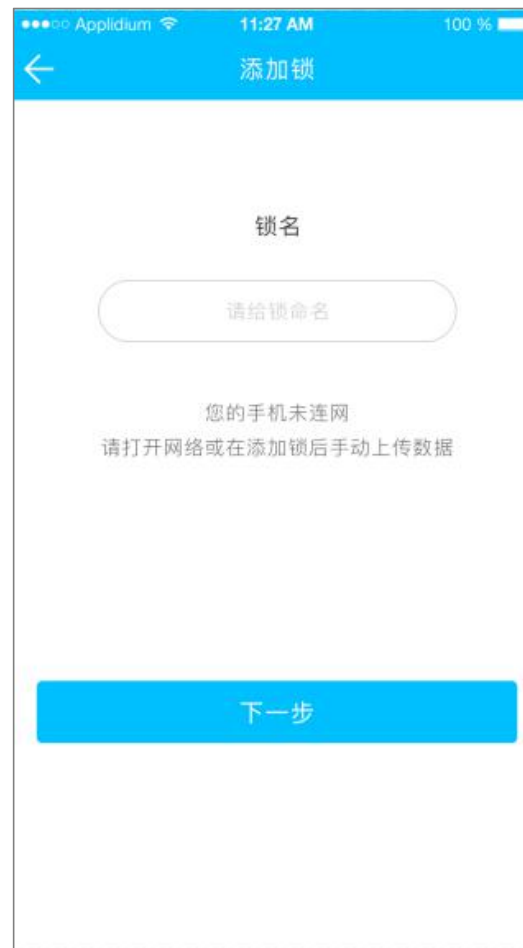 Applidium 11:27 AM 100 %
添加锁
锁名
请给锁命名
您的手机未连网
请打开网络或在添加锁后手动上传数据
下一步